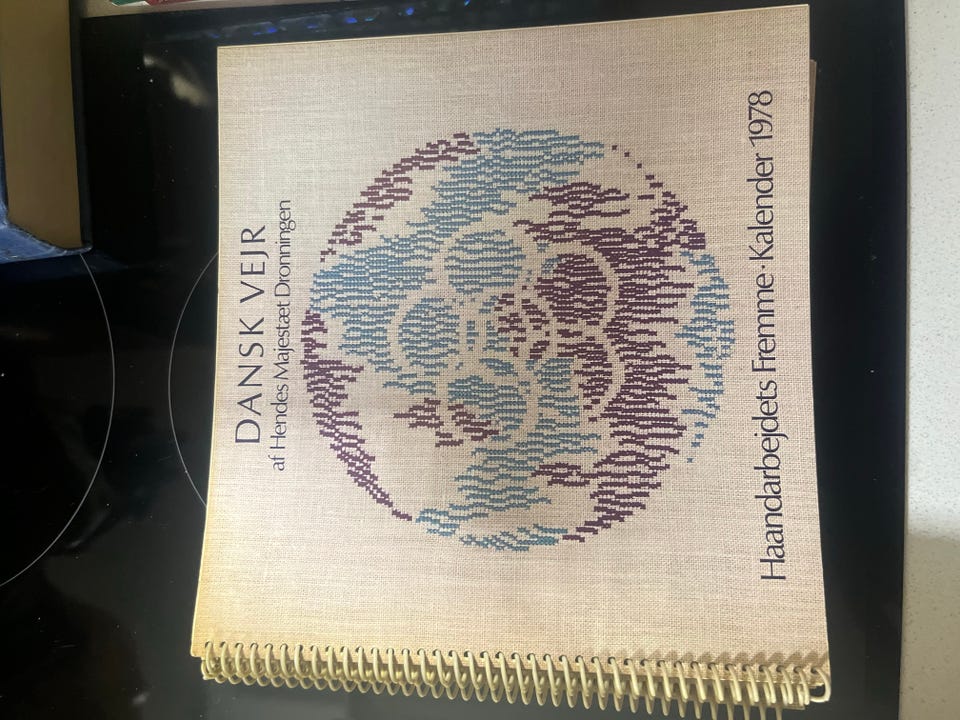 DANSK VEJR
af Hendes Majestæt Dronningen
Haandarbejdets Fremme·Kalender 1978